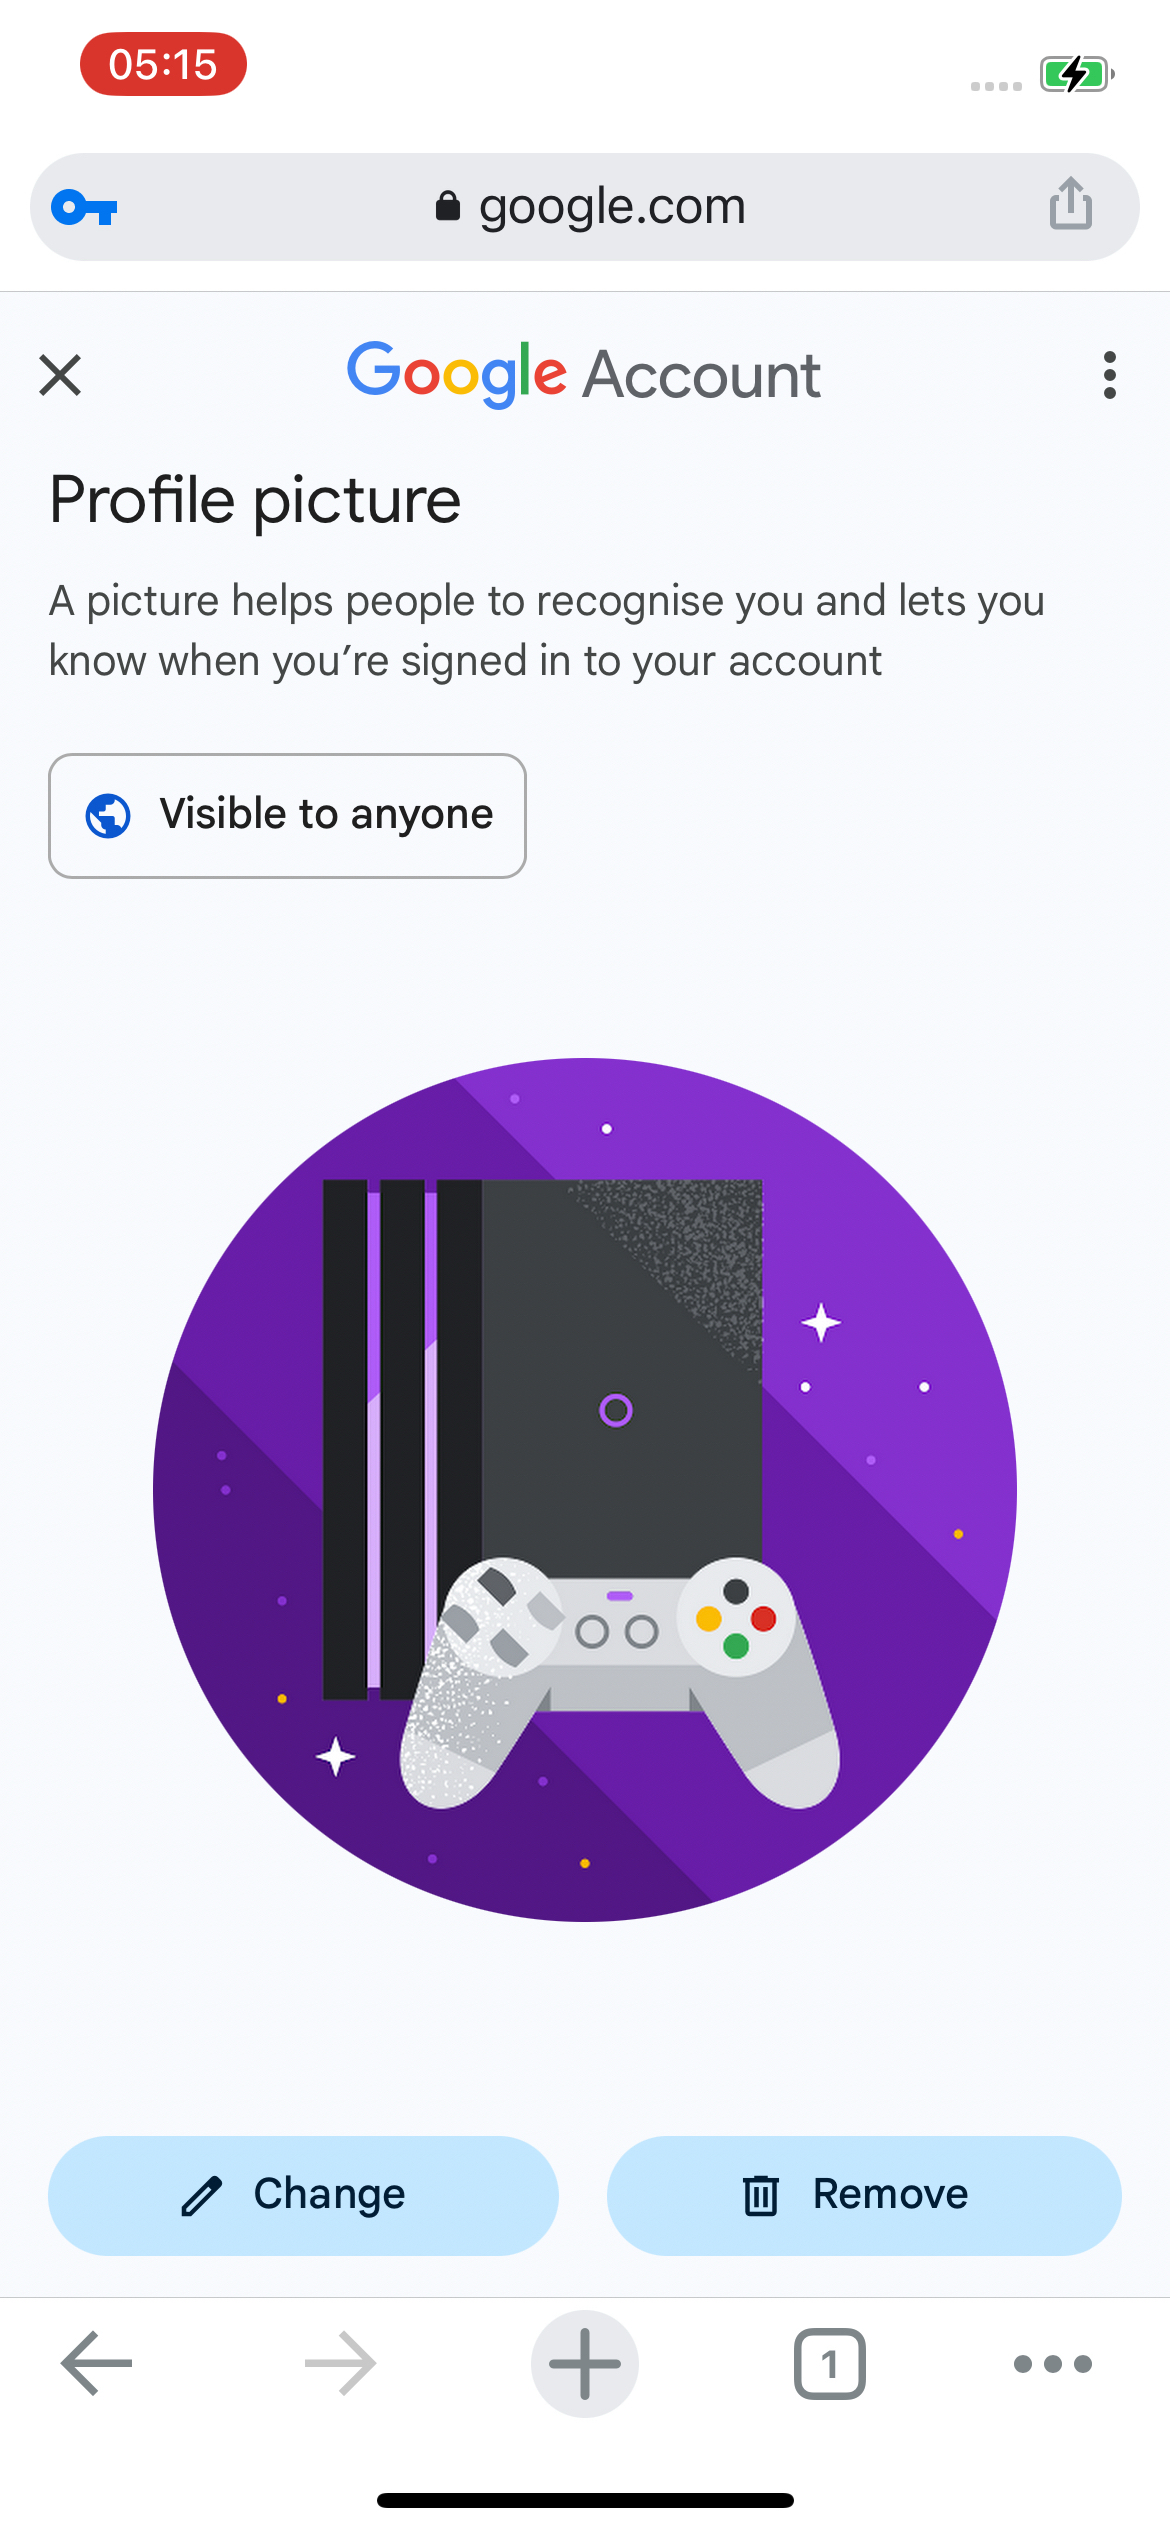 05:15
google.com
Google Account
Profile picture
A picture helps people to recognise you and lets you
know when you’re signed in to your account
Visible to anyone
Change
Remove
1